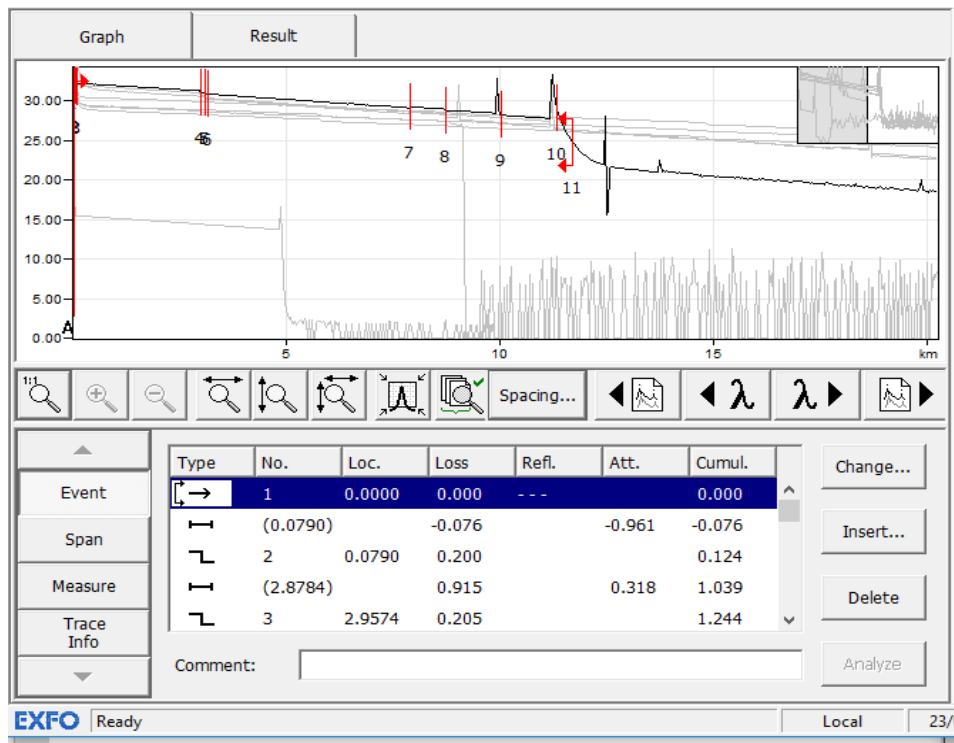 Graph Result
30.00
25.00
20.00
15.00
10.00
5.00
0.00
A
3
6
7
8
9
10
11
5 10 15 km
1:1
Spacing...
λ λ
Event
Span
Measure
Trace
Info
Type No. Loc. Loss Refl. Att. Cumul.
1 0.0000 0.000 --- 0.000
(0.0790) -0.076 -0.961 -0.076
2 0.0790 0.200 0.124
(2.8784) 0.915 0.318 1.039
3 2.9574 0.205 1.244
Comment:
Change...
Insert...
Delete
Analyze
EXFO Ready Local 23/